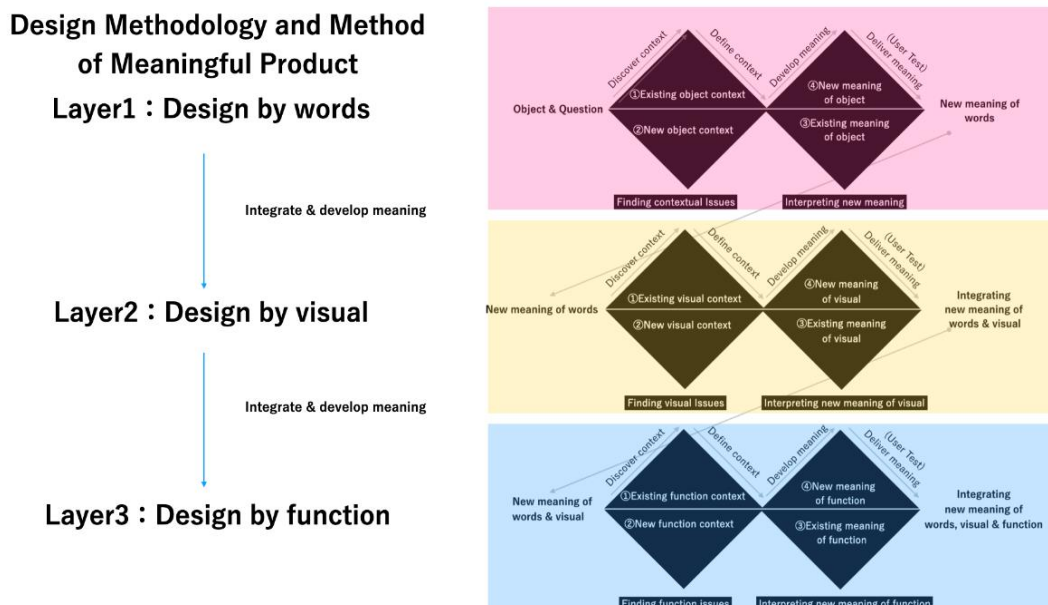 Design Methodology and Method
of Meaningful Product
Layer1：Design by words
Integrate & develop meaning
Layer2：Design by visual
Integrate & develop meaning
Layer3：Design by function
Discover context
Define context
Develop meaning
(User Test)
Deliver meaning
Object & Question
①Existing object context
②New object context
④New meaning
of object
③Existing meaning
of object
New meaning of
words
Finding contextual Issues
Interpreting new meaning
Discover context
Define context
Develop meaning
(User Test)
Deliver meaning
New meaning of words
①Existing visual context
②New visual context
④New meaning
of visual
③Existing meaning
of visual
Integrating
new meaning of
words & visual
Finding visual Issues
Interpreting new meaning of visual
Discover context
Define context
Develop meaning
(User Test)
Deliver meaning
New meaning of
words & visual
①Existing function context
②New function context
④New meaning
of function
③Existing meaning
of function
Integrating
new meaning of
words, visual & function
Finding function issues
Interpreting new meaning of function